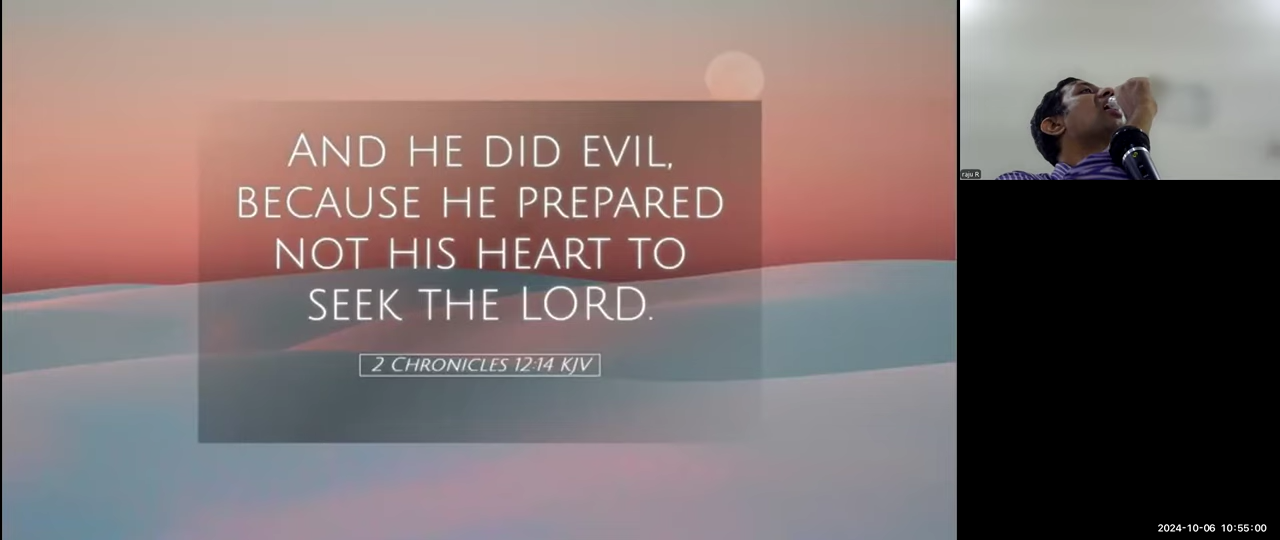 AND HE DID EVIL,
BECAUSE HE PREPARED
NOT HIS HEART TO
SEEK THE LORD.
2 CHRONICLES 12:14 KJV
raju R
2024-10-06 10:55:00